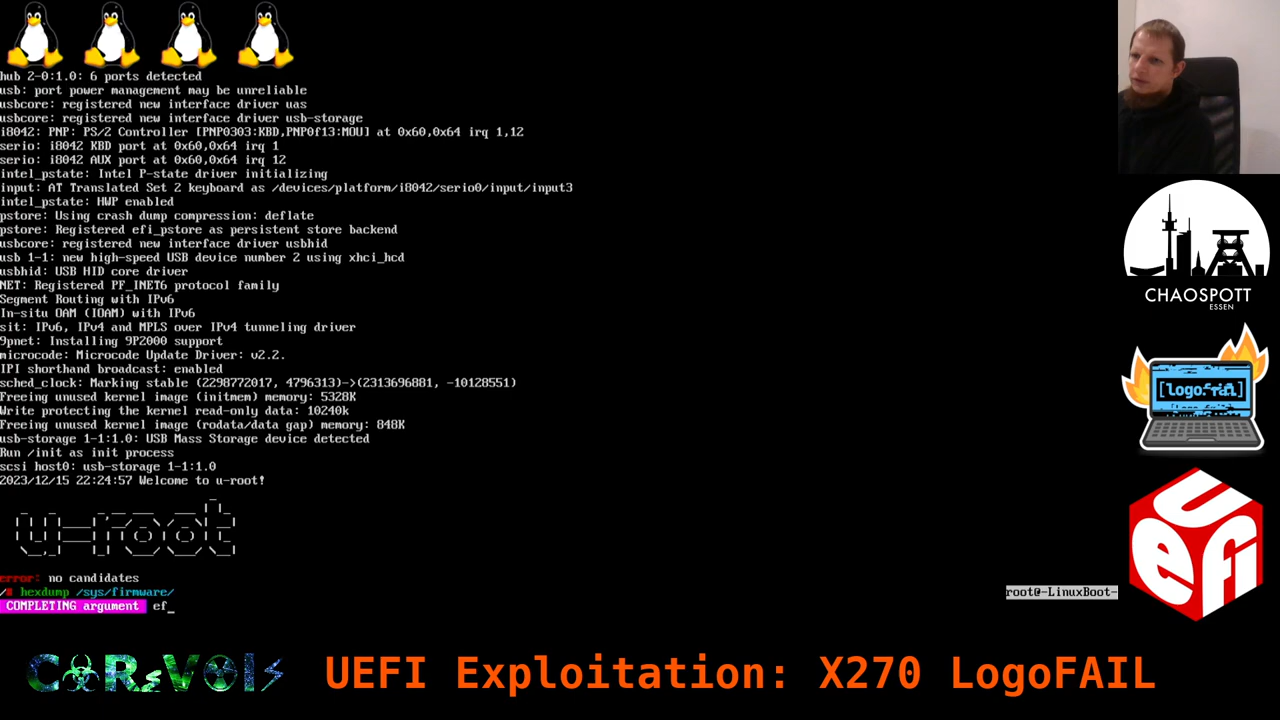 hub 2-0:1.0: 6 ports detected
usb: port power management may be unreliable
usbcore: registered new interface driver uas
usbcore: registered new interface driver usb-storage
i8042: PNP: PS/2 Controller [PNP0303:KBD,PNP0f13:MOU] at 0x60,0x64 irq 1,12
serio: i8042 KBD port at 0x60,0x64 irq 1
serio: i8042 AUX port at 0x60,0x64 irq 12
intel_pstate: Intel P-state driver initializing
input: AT Translated Set 2 keyboard as /devices/platform/i8042/serio0/input/input3
intel_pstate: HWP enabled
pstore: Using crash dump compression: deflate
pstore: Registered efi_pstore as persistent store backend
usbcore: registered new interface driver usbhid
usb 1-1: new high-speed USB device number 2 using xhci_hcd
usbhid: USB HID core driver
NET: Registered PF_INET6 protocol family
Segment Routing with IPv6
In-situ OAM (IOAM) with IPv6
sit: IPv6, IPv4 and MPLS over IPv4 tunneling driver
9pnet: Installing 9P2000 support
microcode: Microcode Update Driver: v2.2.
IPI shorthand broadcast: enabled
sched_clock: Marking stable (2298772017, 4796313)->(2313696881, -10128551)
Freeing unused kernel image (initmem) memory: 5328K
Write protecting the kernel read-only data: 10240k
Freeing unused kernel image (rodata/data gap) memory: 848K
usb-storage 1-1:1.0: USB Mass Storage device detected
Run /init as init process
scsi host0: usb-storage 1-1:1.0
2023/12/15 22:24:57 Welcome to u-root!
u-root
error: no candidates
/# hexdump /sys/firmware/
root@-LinuxBoot-
COMPLETING argument ef_
CHAOSPOTT
ESSEN
[logofail]
UEfi
UEFI Exploitation: X270 LogoFAIL